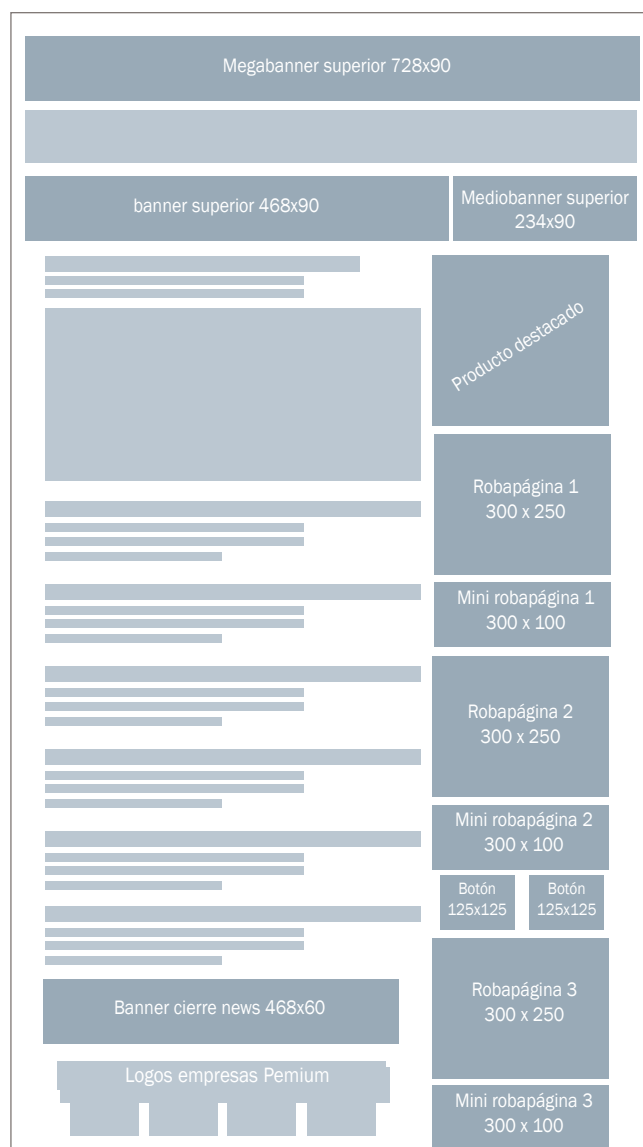 Megabanner superior 728x90
banner superior 468x90
Mediobanner superior
234x90
Producto destacado
Robapágina 1
300 x 250
Mini robapágina 1
300 x 100
Robapágina 2
300 x 250
Mini robapágina 2
300 x 100
Botón
125x125
Botón
125x125
Robapágina 3
300 x 250
Banner cierre news 468x60
Logos empresas Pemium
Mini robapágina 3
300 x 100